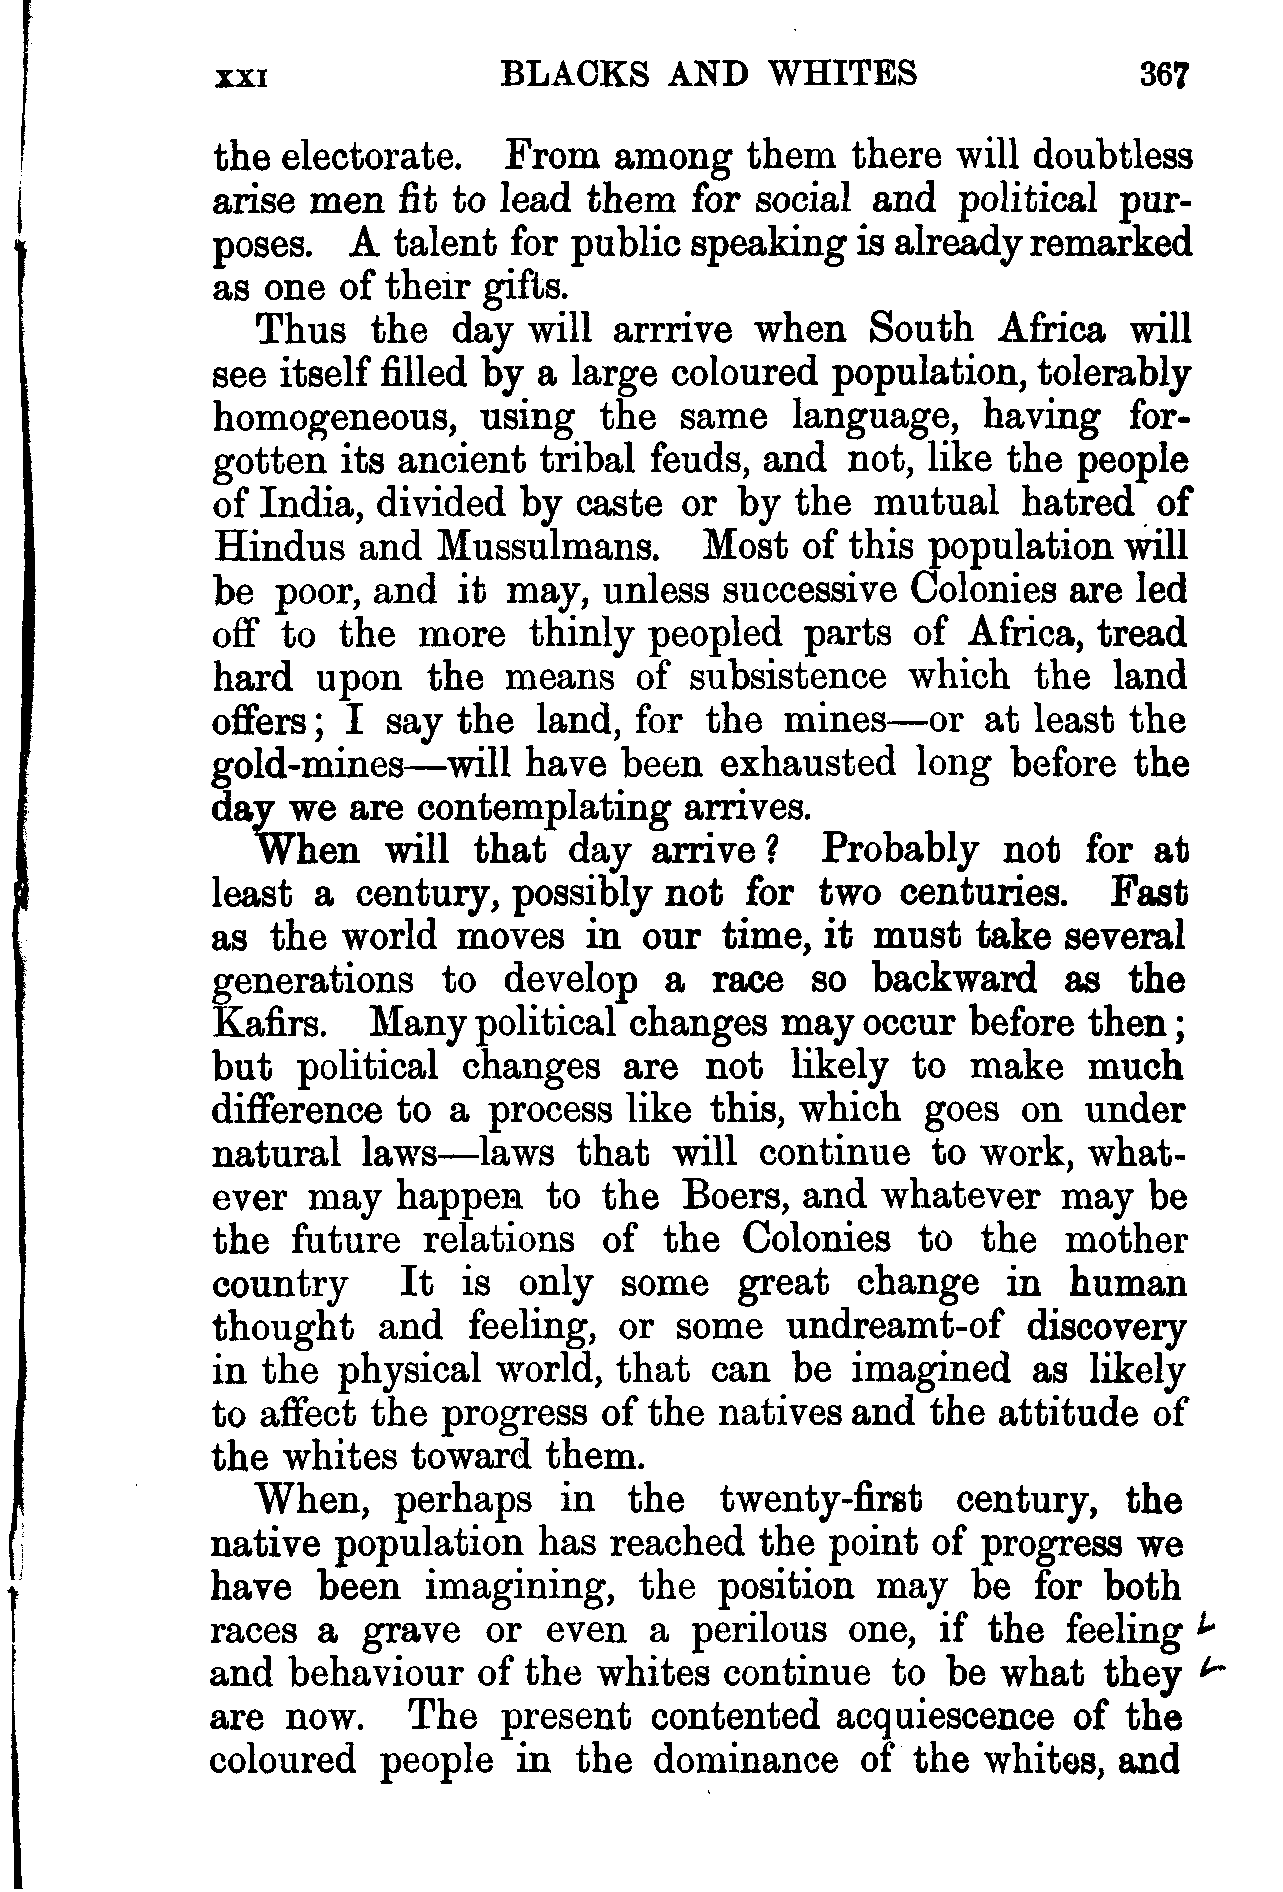 XXI BLACKS AND WHITES 367
the electorate. From among them there will doubtless
arise men fit to lead them for social and political pur-
poses. A talent for public speaking is already remarked
as one of their gifts.
Thus the day will arrrive when South Africa will
see itself filled by a large coloured population, tolerably
homogeneous, using the same language, having for-
gotten its ancient tribal feuds, and not, like the people
of India, divided by caste or by the mutual hatred of
Hindus and Mussulmans. Most of this population will
be poor, and it may, unless successive Colonies are led
off to the more thinly peopled parts of Africa, tread
hard upon the means of subsistence which the land
offers; I say the land, for the mines—or at least the
gold-mines—will have been exhausted long before the
day we are contemplating arrives.
When will that day arrive? Probably not for at
least a century, possibly not for two centuries. Fast
as the world moves in our time, it must take several
generations to develop a race so backward as the
Kafirs. Many political changes may occur before then;
but political changes are not likely to make much
difference to a process like this, which goes on under
natural laws—laws that will continue to work, what-
ever may happen to the Boers, and whatever may be
the future relations of the Colonies to the mother
country It is only some great change in human
thought and feeling, or some undreamt-of discovery
in the physical world, that can be imagined as likely
to affect the progress of the natives and the attitude of
the whites toward them.
When, perhaps in the twenty-first century, the
native population has reached the point of progress we
have been imagining, the position may be for both
races a grave or even a perilous one, if the feeling
and behaviour of the whites continue to be what they
are now. The present contented acquiescence of the
coloured people in the dominance of the whites, and